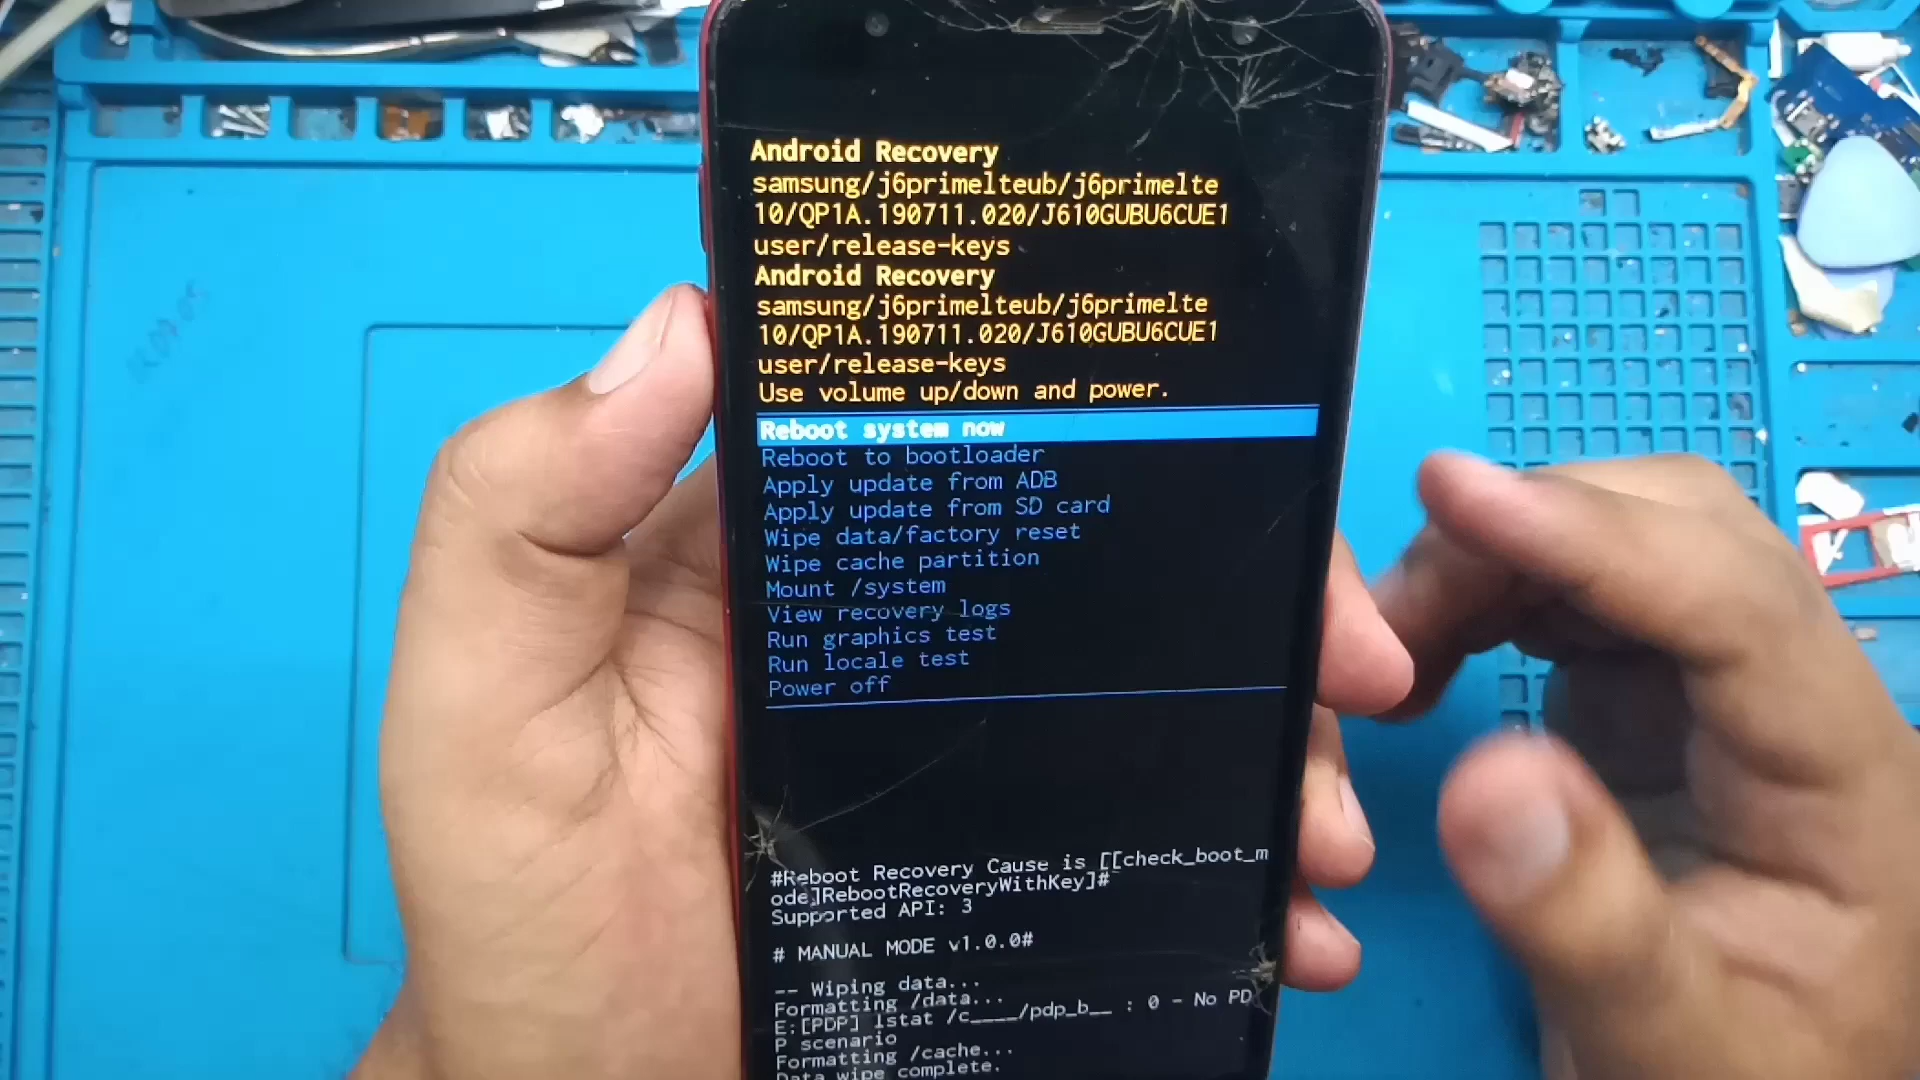 Android Recovery
samsung/j6primelteub/j6primelte
10/QP1A.190711.020/J610GUBU6CUE1
user/release-keys
Android Recovery
samsung/j6primelteub/j6primelte
10/QP1A.190711.020/J610GUBU6CUE1
user/release-keys
Use volume up/down and power.
Reboot system now
Reboot to bootloader
Apply update from ADB
Apply update from SD card
Wipe data/factory reset
Wipe cache partition
Mount /system
View recovery logs
Run graphics test
Run locale test
Power off
#Reboot Recovery Cause is [[check_boot_m
ode]RebootRecoveryWithKey]#
Supported API: 3
# MANUAL MODE v1.0.0#
-- Wiping data...
Formatting /data...
E:[PDP] lstat /c____/pdp_b__ : 0 - No PD
P scenario
Formatting /cache...
Data wipe complete.